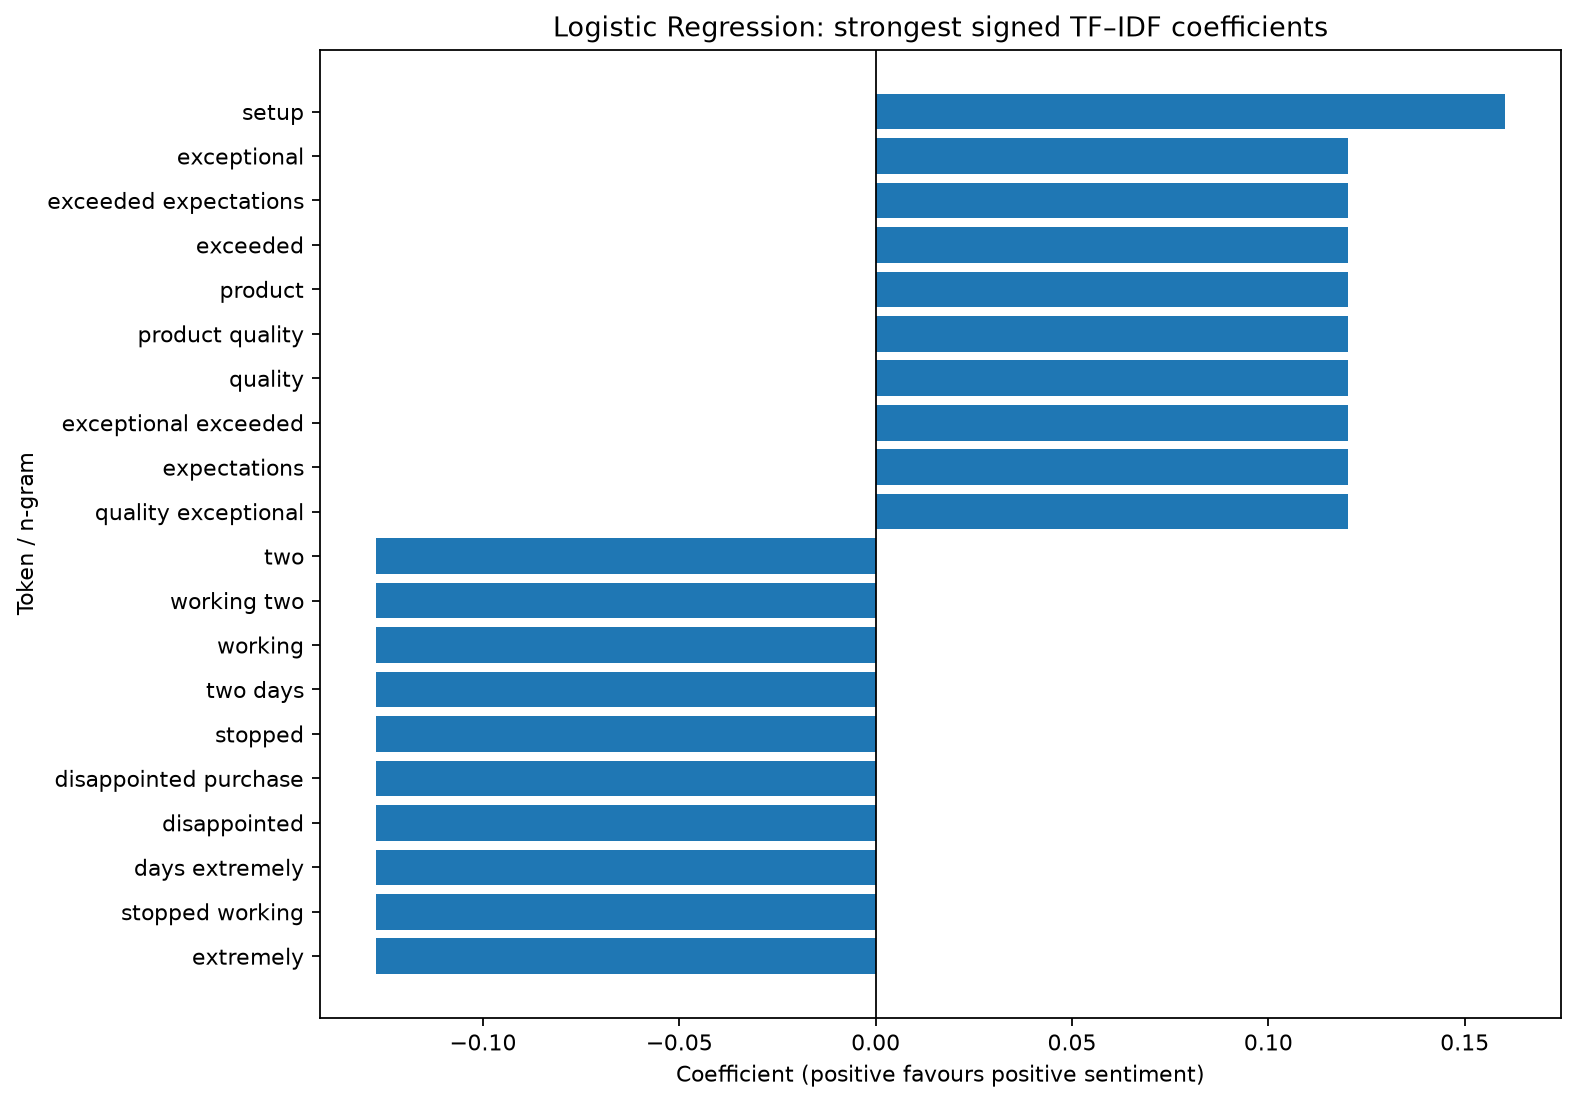 Logistic Regression: strongest signed TF–IDF coefficients
setup
exceptional
exceeded expectations
exceeded
product
product quality
quality
exceptional exceeded
expectations
quality exceptional
two
working two
working
two days
stopped
disappointed purchase
disappointed
days extremely
stopped working
extremely
Token / n-gram
−0.10 −0.05 0.00 0.05 0.10 0.15
Coefficient (positive favours positive sentiment)